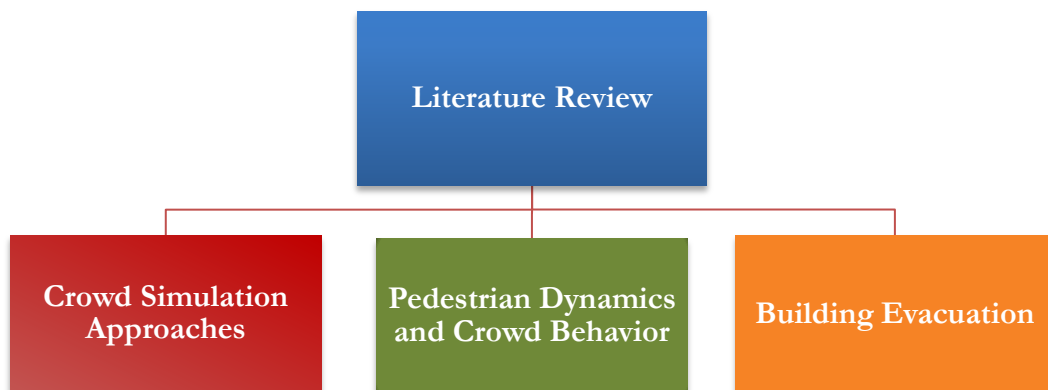 Literature Review
Crowd Simulation
Approaches
Pedestrian Dynamics
and Crowd Behavior
Building Evacuation